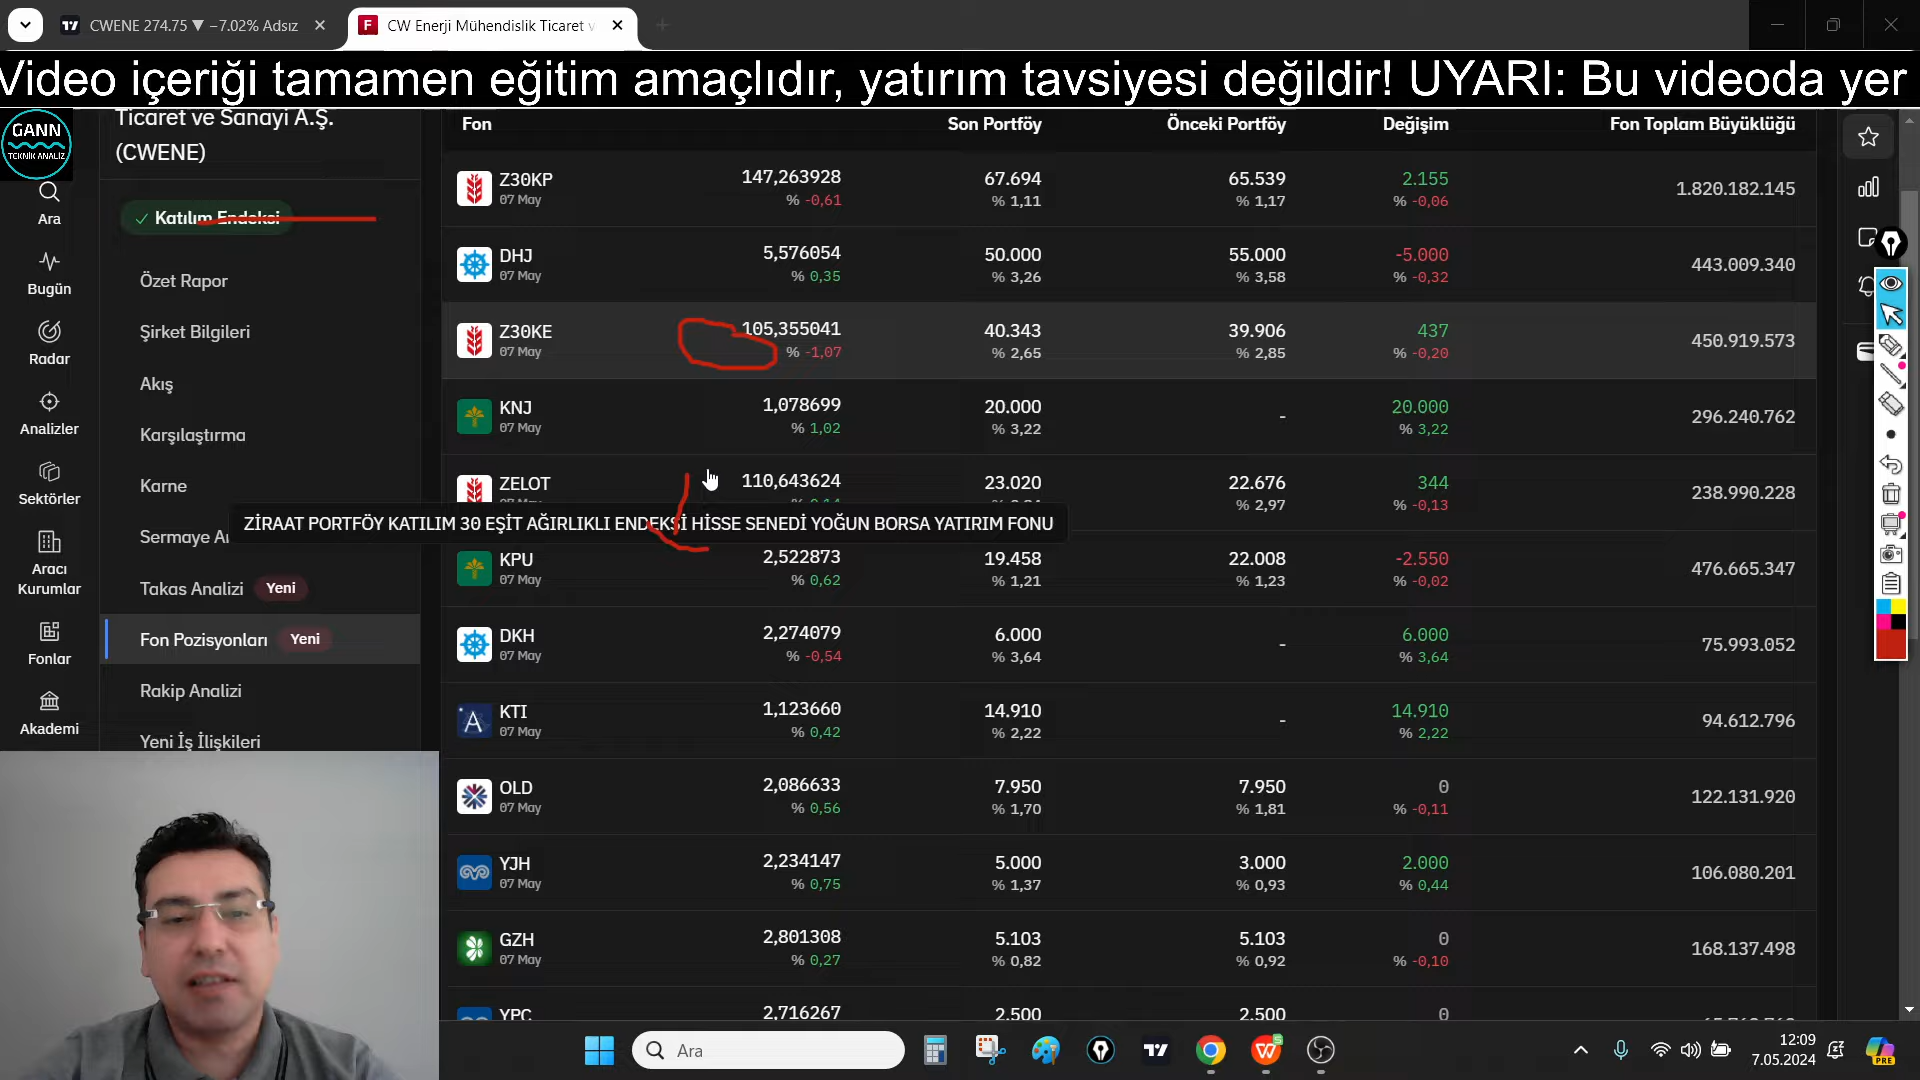 CWENE 274.75 ▼ −7.02% Adsız
CW Enerji Mühendislik Ticaret v
Video içeriği tamamen eğitim amaçlıdır, yatırım tavsiyesi değildir! UYARI: Bu videoda yer
GANN
TEKNİK ANALİZ
Ara
Bugün
Radar
Analizler
Sektörler
Aracı
Kurumlar
Fonlar
Akademi
Ticaret ve Sanayi A.Ş.
(CWENE)
Katılım Endeksi
Özet Rapor
Şirket Bilgileri
Akış
Karşılaştırma
Karne
Sermaye Ar
Takas Analizi Yeni
Fon Pozisyonları Yeni
Rakip Analizi
Yeni İş İlişkileri
Fon Son Portföy Önceki Portföy Değişim Fon Toplam Büyüklüğü
Z30KP 147,263928 67.694 65.539 2.155 1.820.182.145
07 May % -0,61 % 1,11 % 1,17 % -0,06
DHJ 5,576054 50.000 55.000 -5.000 443.009.340
07 May % 0,35 % 3,26 % 3,58 % -0,32
Z30KE 105,355041 40.343 39.906 437 450.919.573
07 May % -1,07 % 2,65 % 2,85 % -0,20
KNJ 1,078699 20.000 - 20.000 296.240.762
07 May % 1,02 % 3,22 % 3,22
ZELOT 110,643624 23.020 22.676 344 238.990.228
% 2,97 % -0,13
ZİRAAT PORTFÖY KATILIM 30 EŞİT AĞIRLIKLI ENDEKSİ HİSSE SENEDİ YOĞUN BORSA YATIRIM FONU
KPU 2,522873 19.458 22.008 -2.550 476.665.347
07 May % 0,62 % 1,21 % 1,23 % -0,02
DKH 2,274079 6.000 - 6.000 75.993.052
07 May % -0,54 % 3,64 % 3,64
KTI 1,123660 14.910 - 14.910 94.612.796
07 May % 0,42 % 2,22 % 2,22
OLD 2,086633 7.950 7.950 0 122.131.920
07 May % 0,56 % 1,70 % 1,81 % -0,11
YJH 2,234147 5.000 3.000 2.000 106.080.201
07 May % 0,75 % 1,37 % 0,93 % 0,44
GZH 2,801308 5.103 5.103 0 168.137.498
07 May % 0,27 % 0,82 % 0,92 % -0,10
YPC 2,716267 2.500 2.500 0
Ara
12:09
7.05.2024
PRE